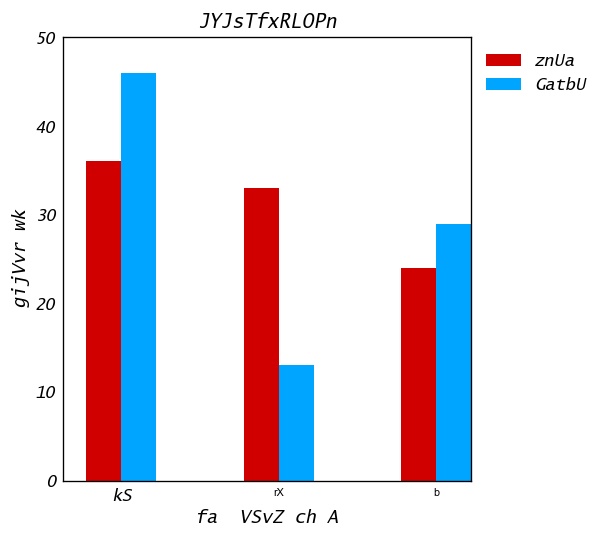 JYJsTfxRLOPn
znUa
GatbU
gijVvr wk
50
40
30
20
10
0
kS rX b
fa  VSvZ ch A